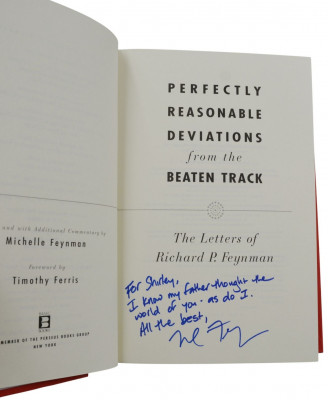 PERFECTLY
REASONABLE
DEVIATIONS
from the
BEATEN TRACK
The Letters of
Richard P. Feynman
For Shirley,
I know my father thought the
world of you - as do I.
All the best,
and with Additional Commentary by
Michelle Feynman
foreword by
Timothy Ferris
B
MEMBER OF THE PERSEUS BOOKS GROUP
NEW YORK